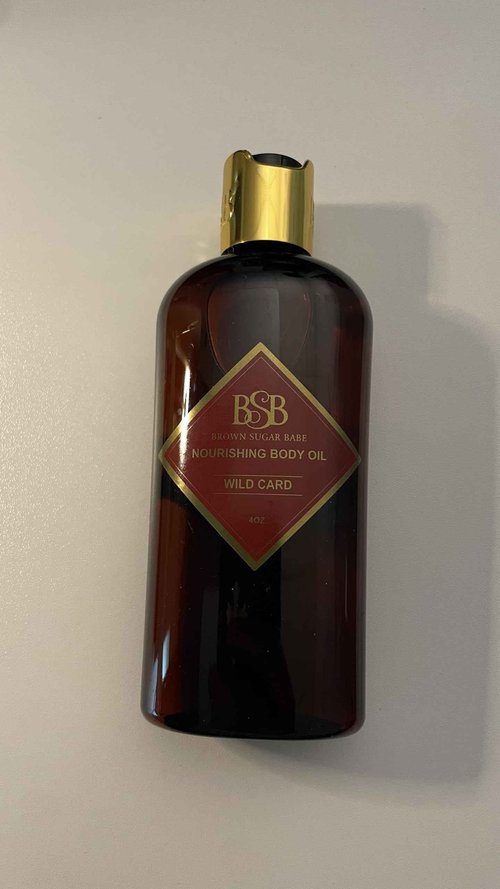 BSB
BROWN SUGAR BABE
NOURISHING BODY OIL
WILD CARD
4OZ